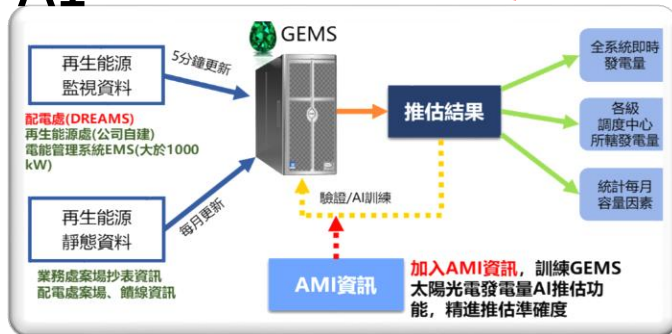 GEMS
再生能源
監視資料
5分鐘更新
配電處(DREAMS)
再生能源處(公司自建)
電能管理系統EMS(大於1000
kW)
再生能源
靜態資料
每月更新
業務處案場抄表資訊
配電處案場、饋線資訊
推估結果
驗證/AI訓練
AMI資訊
加入AMI資訊，訓練GEMS
太陽光電發電量AI推估功
能，精進推估準確度
全系統即時
發電量
各級
調度中心
所轄發電量
統計每月
容量因素